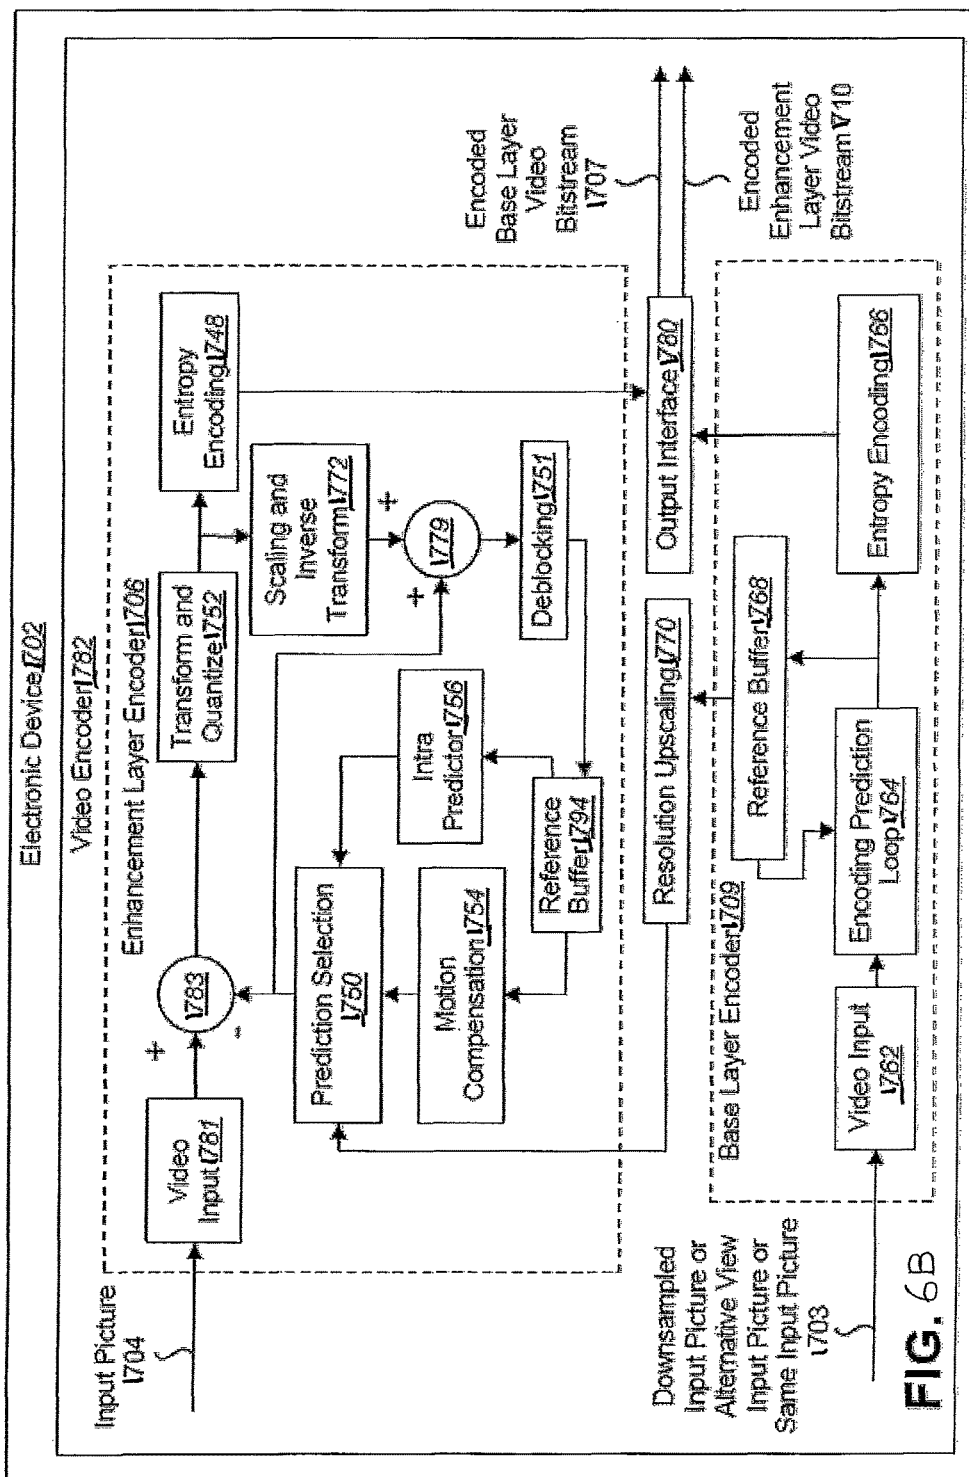 Electronic Device 1702
Video Encoder 1782
Enhancement Layer Encoder 1706
Input Picture
1704
Video
Input 1781
+
-
1783
Transform and
Quantize 1752
Entropy
Encoding 1748
Prediction Selection
1750
Scaling and
Inverse
Transform 1772
Intra
Predictor 1756
+
+
1779
Motion
Compensation 1754
Reference
Buffer 1794
Deblocking 1751
Encoded
Base Layer
Video
Bitstream
1707
Resolution Upscaling 1770
Output Interface 1780
Encoded
Enhancement
Layer Video
Bitstream 1710
Base Layer Encoder 1709
Reference Buffer 1768
Downsampled
Input Picture or
Alternative View
Input Picture or
Same Input Picture
1703
Video Input
1762
Encoding Prediction
Loop 1764
Entropy Encoding 1766
FIG. 6B